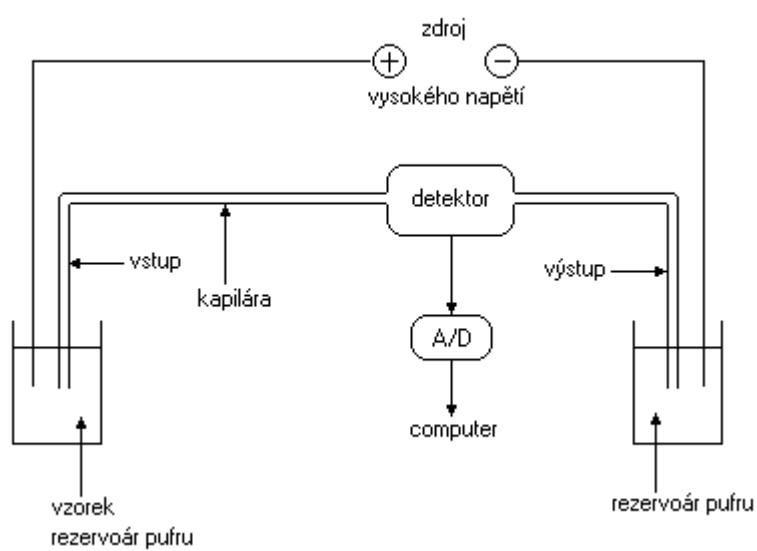 zdroj
+ −
vysokého napětí
detektor
vstup
výstup
kapilára
A/D
computer
vzorek
rezervoár pufru
rezervoár pufru